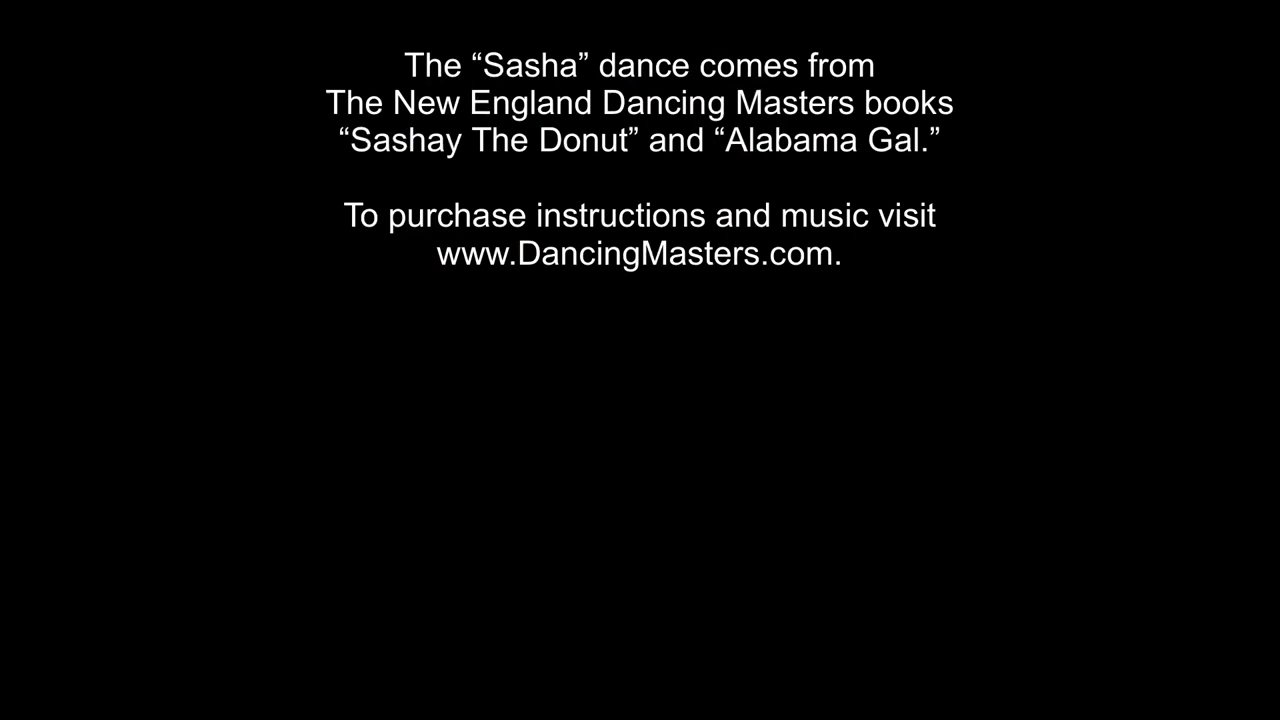 The “Sasha” dance comes from
The New England Dancing Masters books
“Sashay The Donut” and “Alabama Gal.”
To purchase instructions and music visit
www.DancingMasters.com.